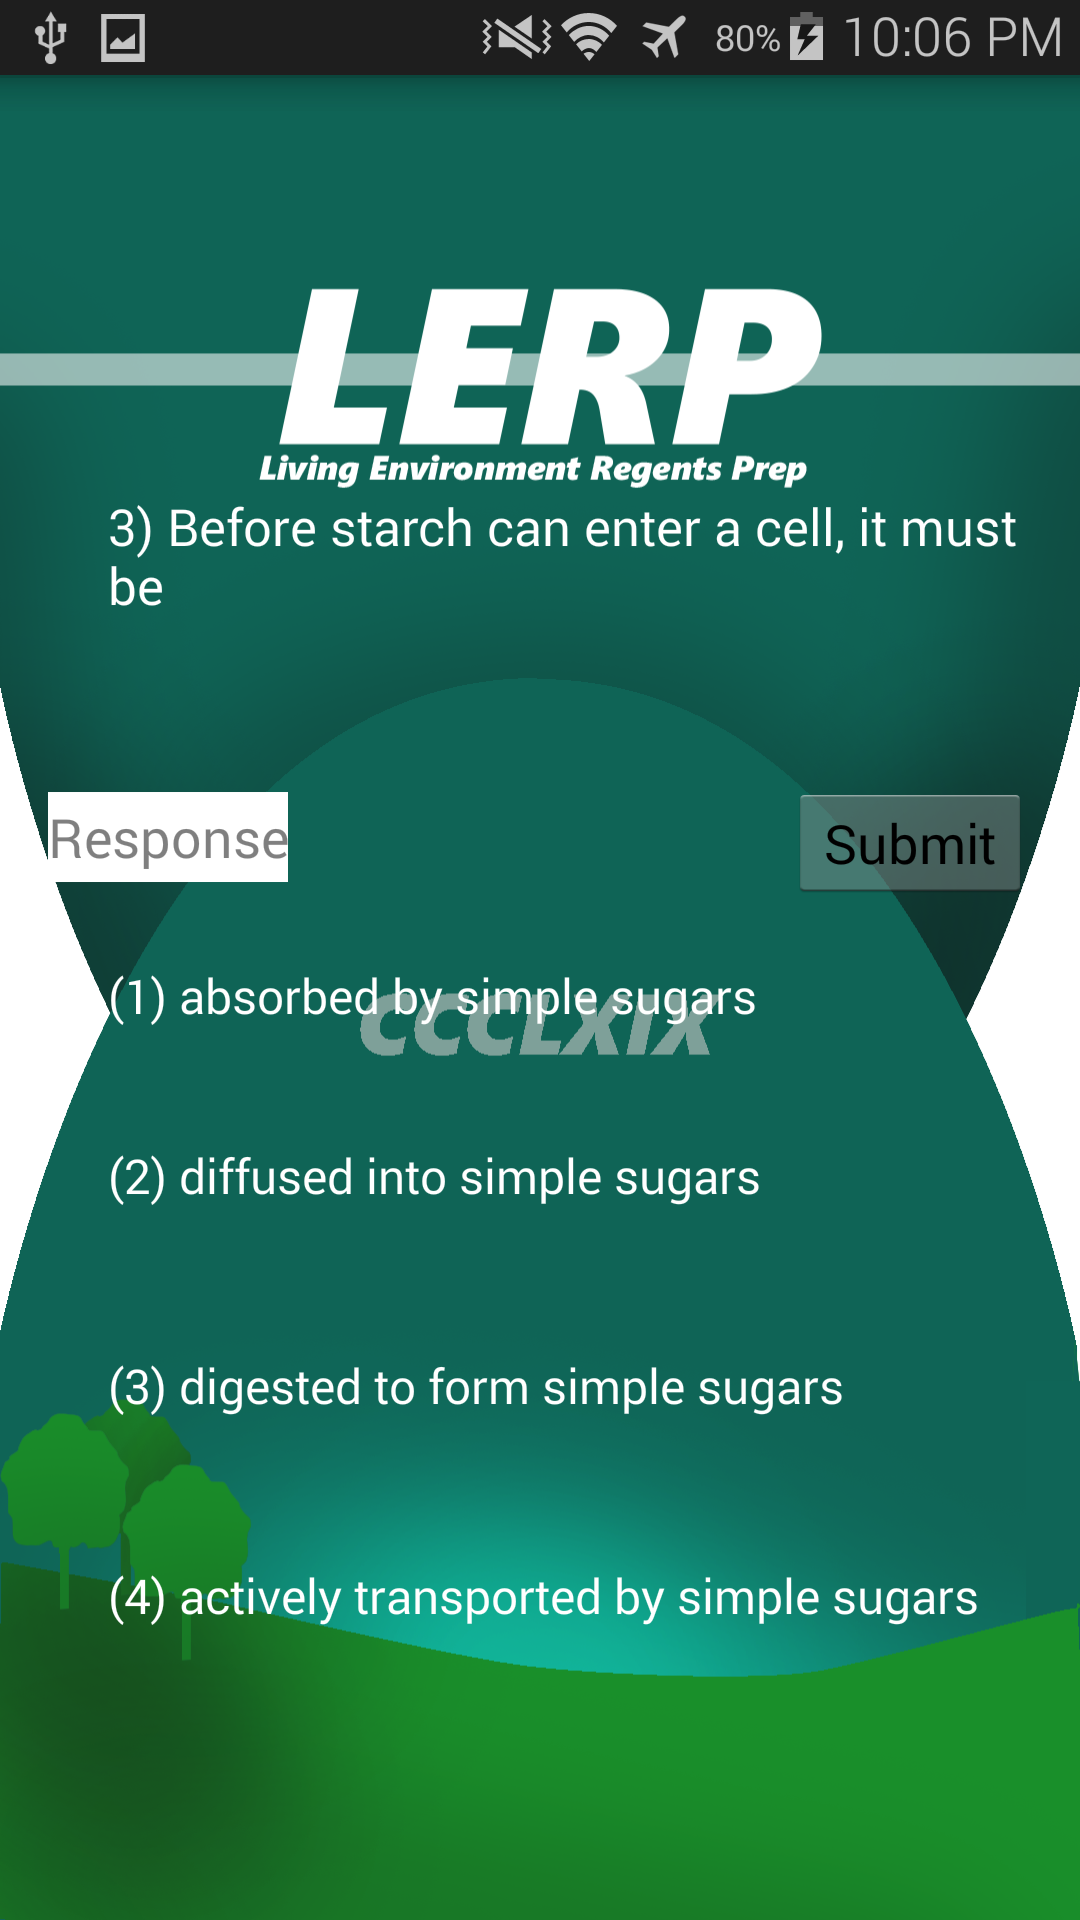 80% 10:06 PM
LERP
Living Environment Regents Prep
3) Before starch can enter a cell, it must
be
Response
Submit
(1) absorbed by simple sugars
CCCLXIX
(2) diffused into simple sugars
(3) digested to form simple sugars
(4) actively transported by simple sugars